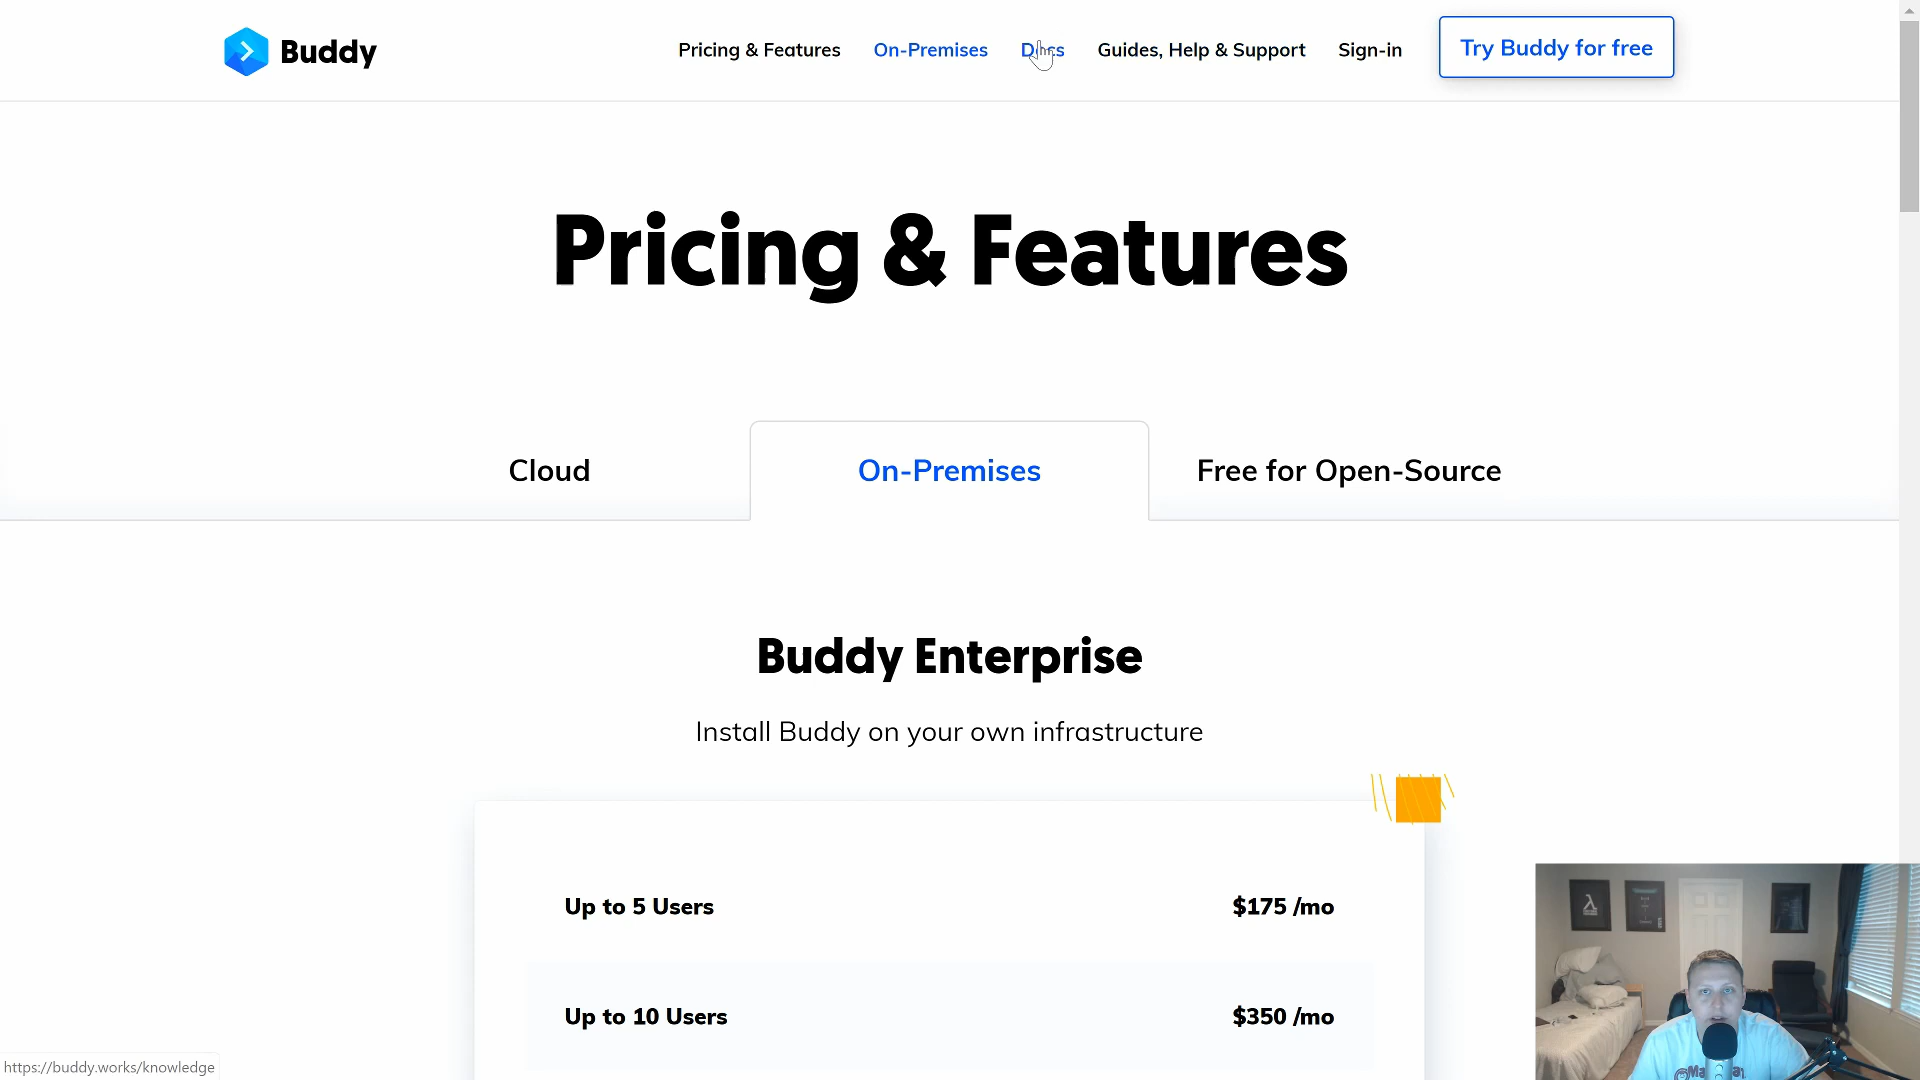 Buddy
Pricing & Features
On-Premises
Docs
Guides, Help & Support
Sign-in
Try Buddy for free
Pricing & Features
Cloud
On-Premises
Free for Open-Source
Buddy Enterprise
Install Buddy on your own infrastructure
Up to 5 Users
$175 /mo
Up to 10 Users
$350 /mo
https://buddy.works/knowledge